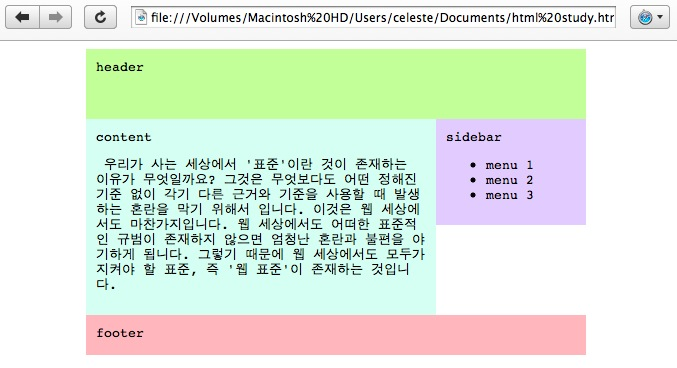 file:///Volumes/Macintosh%20HD/Users/celeste/Documents/html%20study.htr
header
content
우리가 사는 세상에서 '표준'이란 것이 존재하는
이유가 무엇일까요? 그것은 무엇보다도 어떤 정해진
기준 없이 각기 다른 근거와 기준을 사용할 때 발생
하는 혼란을 막기 위해서 입니다. 이것은 웹 세상에
서도 마찬가지입니다. 웹 세상에서도 어떠한 표준적
인 규범이 존재하지 않으면 엄청난 혼란과 불편을 야
기하게 됩니다. 그렇기 때문에 웹 세상에서도 모두가
지켜야 할 표준, 즉 '웹 표준'이 존재하는 것입니
다.
sidebar
menu 1
menu 2
menu 3
footer